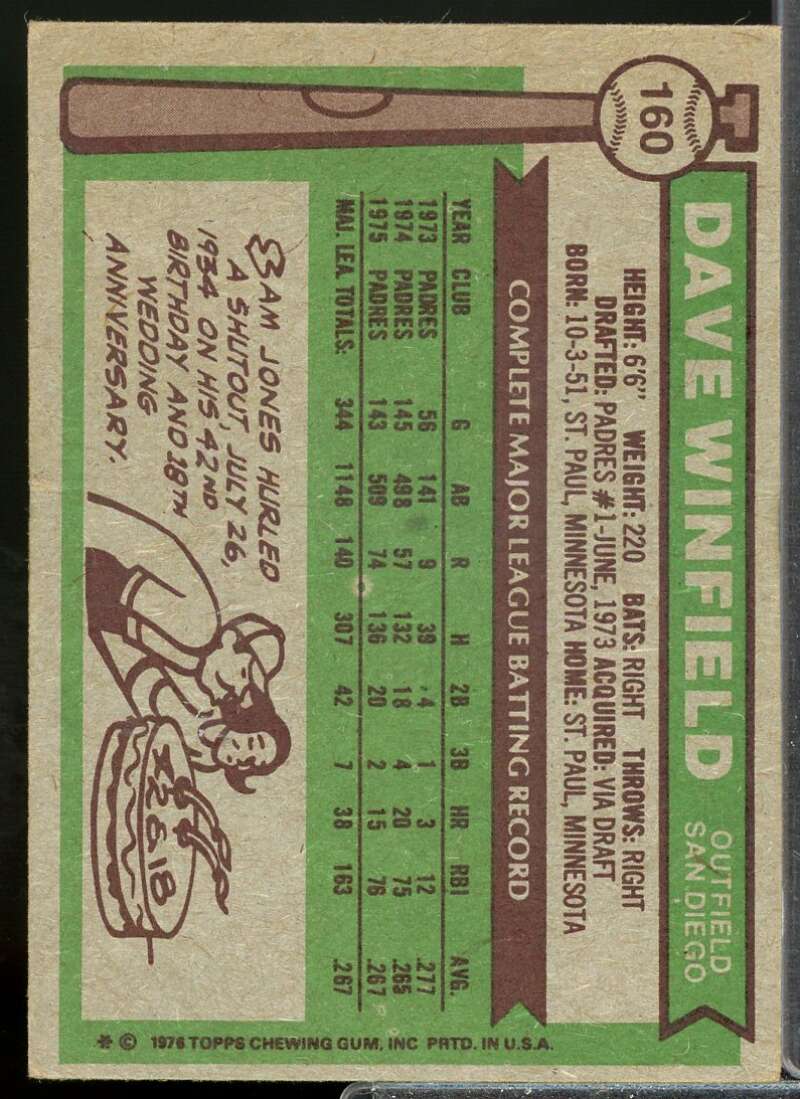 160
DAVE WINFIELD
OUTFIELD
SAN DIEGO
HEIGHT: 6'6" WEIGHT: 220 BATS: RIGHT THROWS: RIGHT
DRAFTED: PADRES #1-JUNE, 1973 ACQUIRED: VIA DRAFT
BORN: 10-3-51, ST. PAUL, MINNESOTA HOME: ST. PAUL, MINNESOTA
COMPLETE MAJOR LEAGUE BATTING RECORD
YEAR CLUB G AB R H 2B 3B HR RBI AVG.
1973 PADRES 56 141 9 39 4 1 3 12 .277
1974 PADRES 145 498 57 132 18 4 20 75 .265
1975 PADRES 143 509 74 136 20 2 15 76 .267
MAJ. LEA. TOTALS: 344 1148 140 307 42 7 38 163 .267
SAM JONES HURLED
A SHUTOUT, JULY 26,
1934 ON HIS 42ND
BIRTHDAY AND 18TH
WEDDING
ANNIVERSARY.
42 & 18
* © 1976 TOPPS CHEWING GUM, INC PRTD. IN U.S.A.